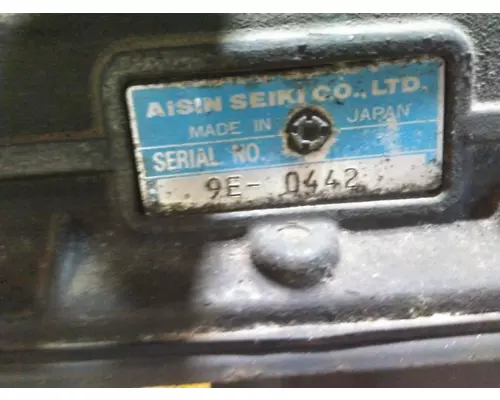 AISIN SEIKI CO., LTD.
MADE IN JAPAN
SERIAL NO.
9E- 0442